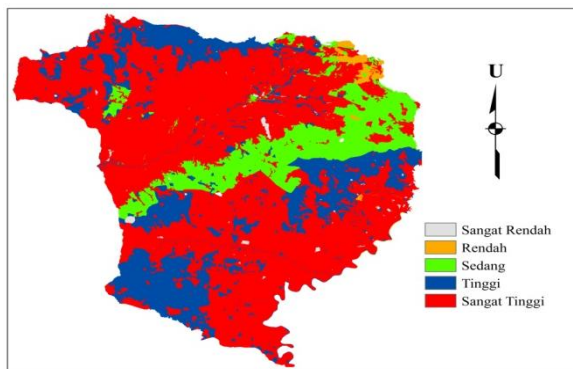 U
Sangat Rendah
Rendah
Sedang
Tinggi
Sangat Tinggi